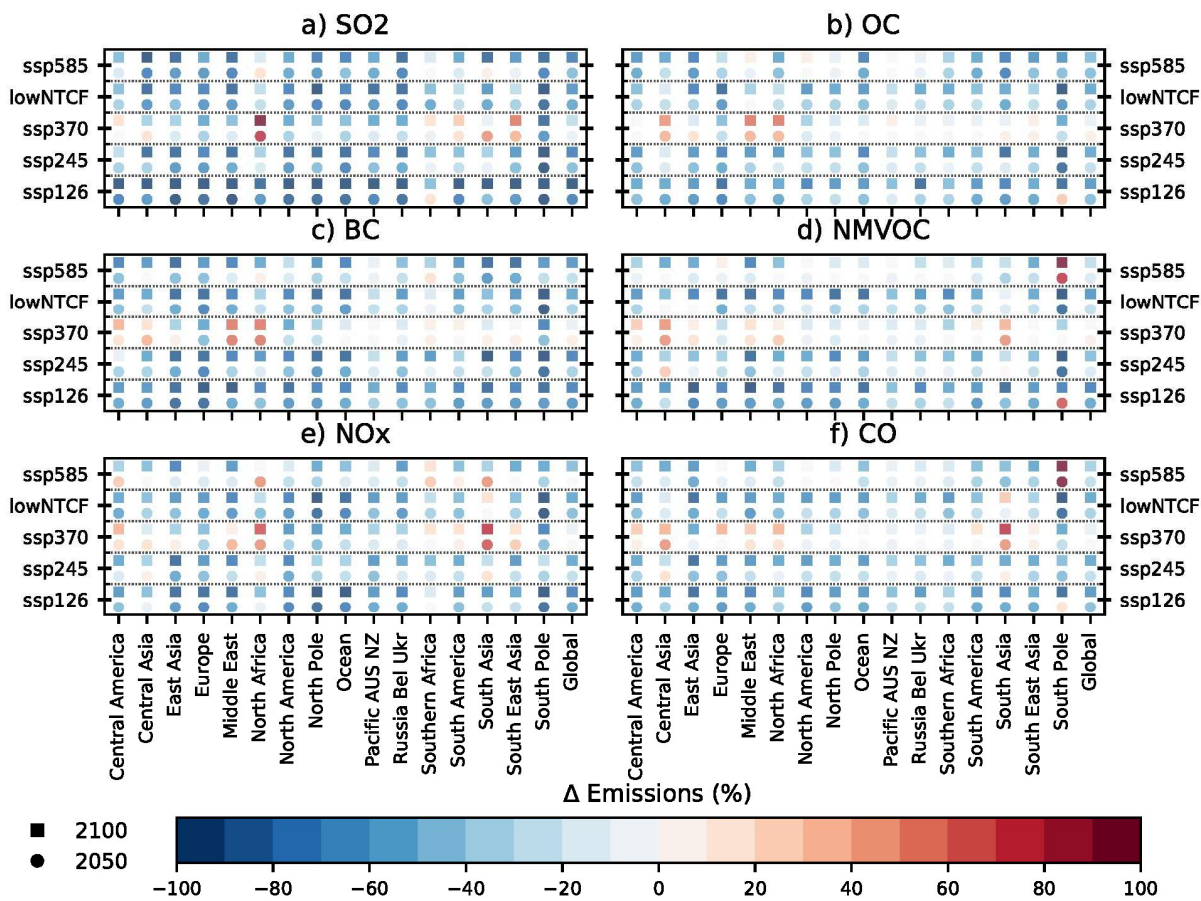 a) SO2
b) OC
ssp585
lowNTCF
ssp370
ssp245
ssp126
ssp585
lowNTCF
ssp370
ssp245
ssp126
c) BC
d) NMVOC
ssp585
lowNTCF
ssp370
ssp245
ssp126
ssp585
lowNTCF
ssp370
ssp245
ssp126
e) NOx
f) CO
ssp585
lowNTCF
ssp370
ssp245
ssp126
ssp585
lowNTCF
ssp370
ssp245
ssp126
Central America
Central Asia
East Asia
Europe
Middle East
North Africa
North America
North Pole
Ocean
Pacific AUS NZ
Russia Bel Ukr
Southern Africa
South America
South Asia
South East Asia
South Pole
Global
Central America
Central Asia
East Asia
Europe
Middle East
North Africa
North America
North Pole
Ocean
Pacific AUS NZ
Russia Bel Ukr
Southern Africa
South America
South Asia
South East Asia
South Pole
Global
Δ Emissions (%)
2100
2050
−100 −80 −60 −40 −20 0 20 40 60 80 100